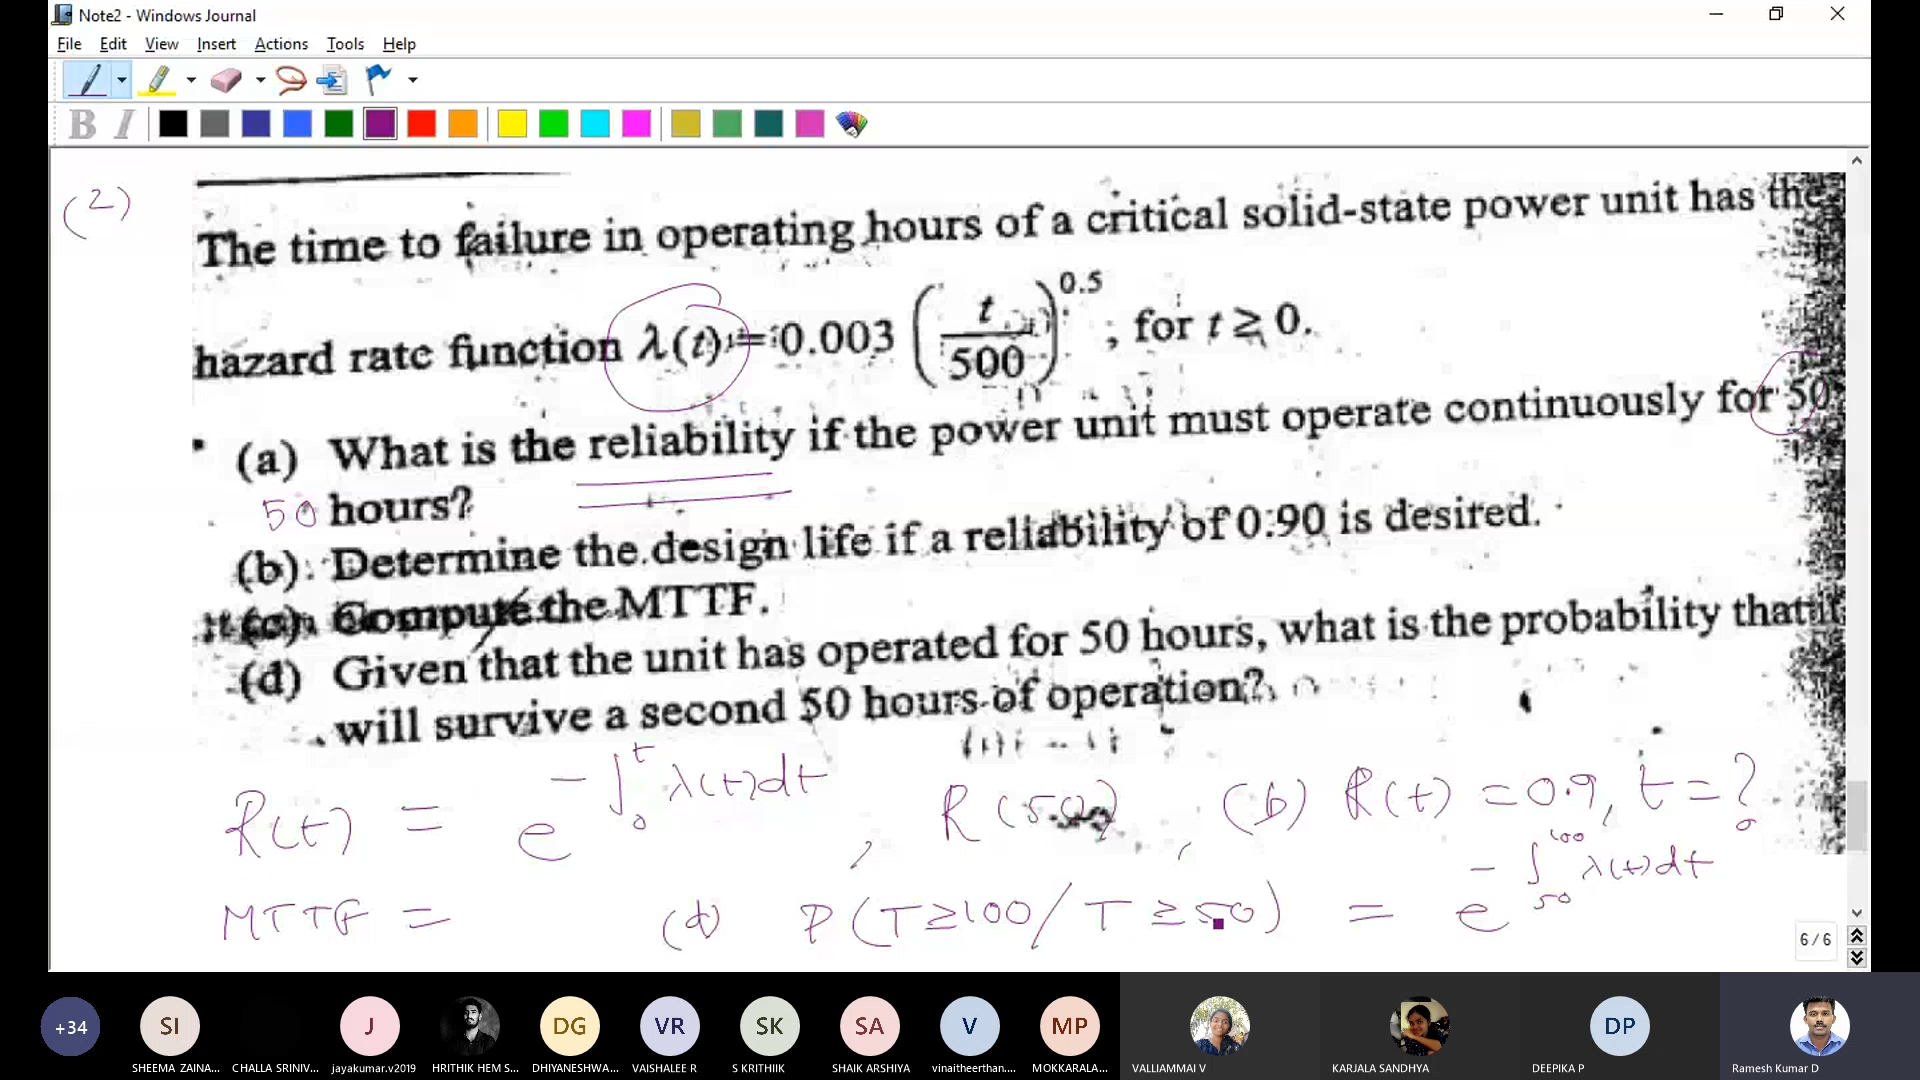 Note2 - Windows Journal
File Edit View Insert Actions Tools Help
B I
(2)
The time to failure in operating hours of a critical solid-state power unit has the
hazard rate function λ(t) = 0.003 (t/500)^0.5, for t ≥ 0.
(a) What is the reliability if the power unit must operate continuously for 50
50 hours?
(b) Determine the design life if a reliability of 0.90 is desired.
(c) Compute the MTTF.
(d) Given that the unit has operated for 50 hours, what is the probability that it
will survive a second 50 hours of operation?
R(t) = e^-∫₀^t λ(t)dt, R(50), (b) R(t) = 0.9, t = ?
MTTF = (d) P(T≥100/T≥50) = e^-∫₅₀^100 λ(t)dt
6 / 6
+34 SI J DG VR SK SA V MP DP
SHEEMA ZAINA... CHALLA SRINIV... jayakumar.v2019 HRITHIK HEM S... DHIYANESHWA... VAISHALEE R S KRITHIIK SHAIK ARSHIYA vinaitheerthan.... MOKKARALA... VALLIAMMAI V KARJALA SANDHYA DEEPIKA P Ramesh Kumar D